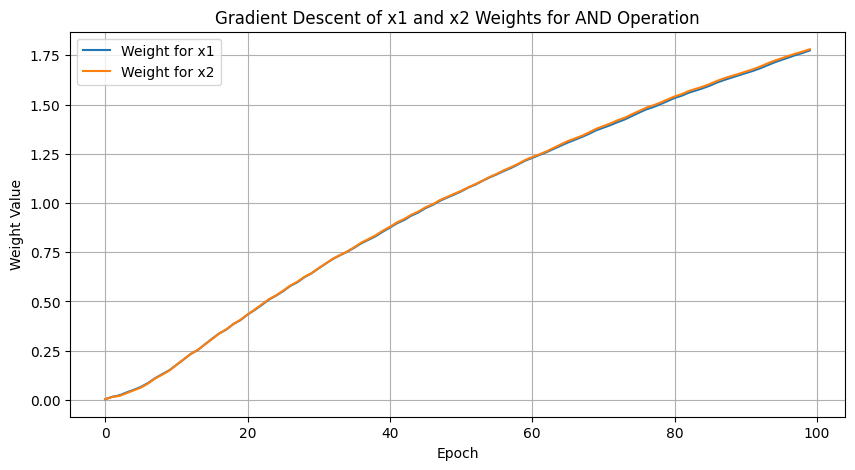 Gradient Descent of x1 and x2 Weights for AND Operation
Weight for x1
Weight for x2
Weight Value
1.75
1.50
1.25
1.00
0.75
0.50
0.25
0.00
0 20 40 60 80 100
Epoch